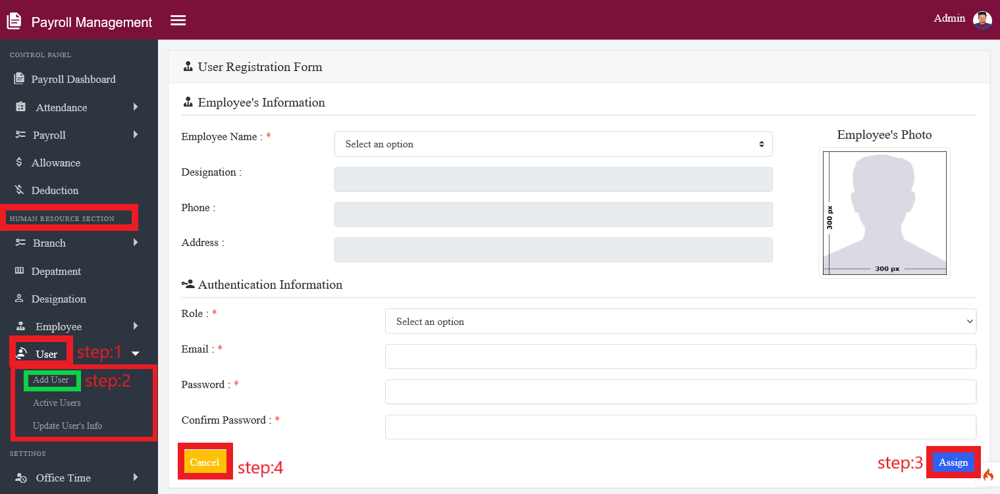 Payroll Management
Admin
CONTROL PANEL
Payroll Dashboard
Attendance
Payroll
Allowance
Deduction
HUMAN RESOURCE SECTION
Branch
Depatment
Designation
Employee
User
step:1
Add User
step:2
Active Users
Update User's Info
SETTINGS
Office Time
User Registration Form
Employee's Information
Employee Name : *
Select an option
Designation :
Phone :
Address :
Employee's Photo
300 px
300 px
Authentication Information
Role : *
Select an option
Email : *
Password : *
Confirm Password : *
Cancel
step:4
step:3
Assign